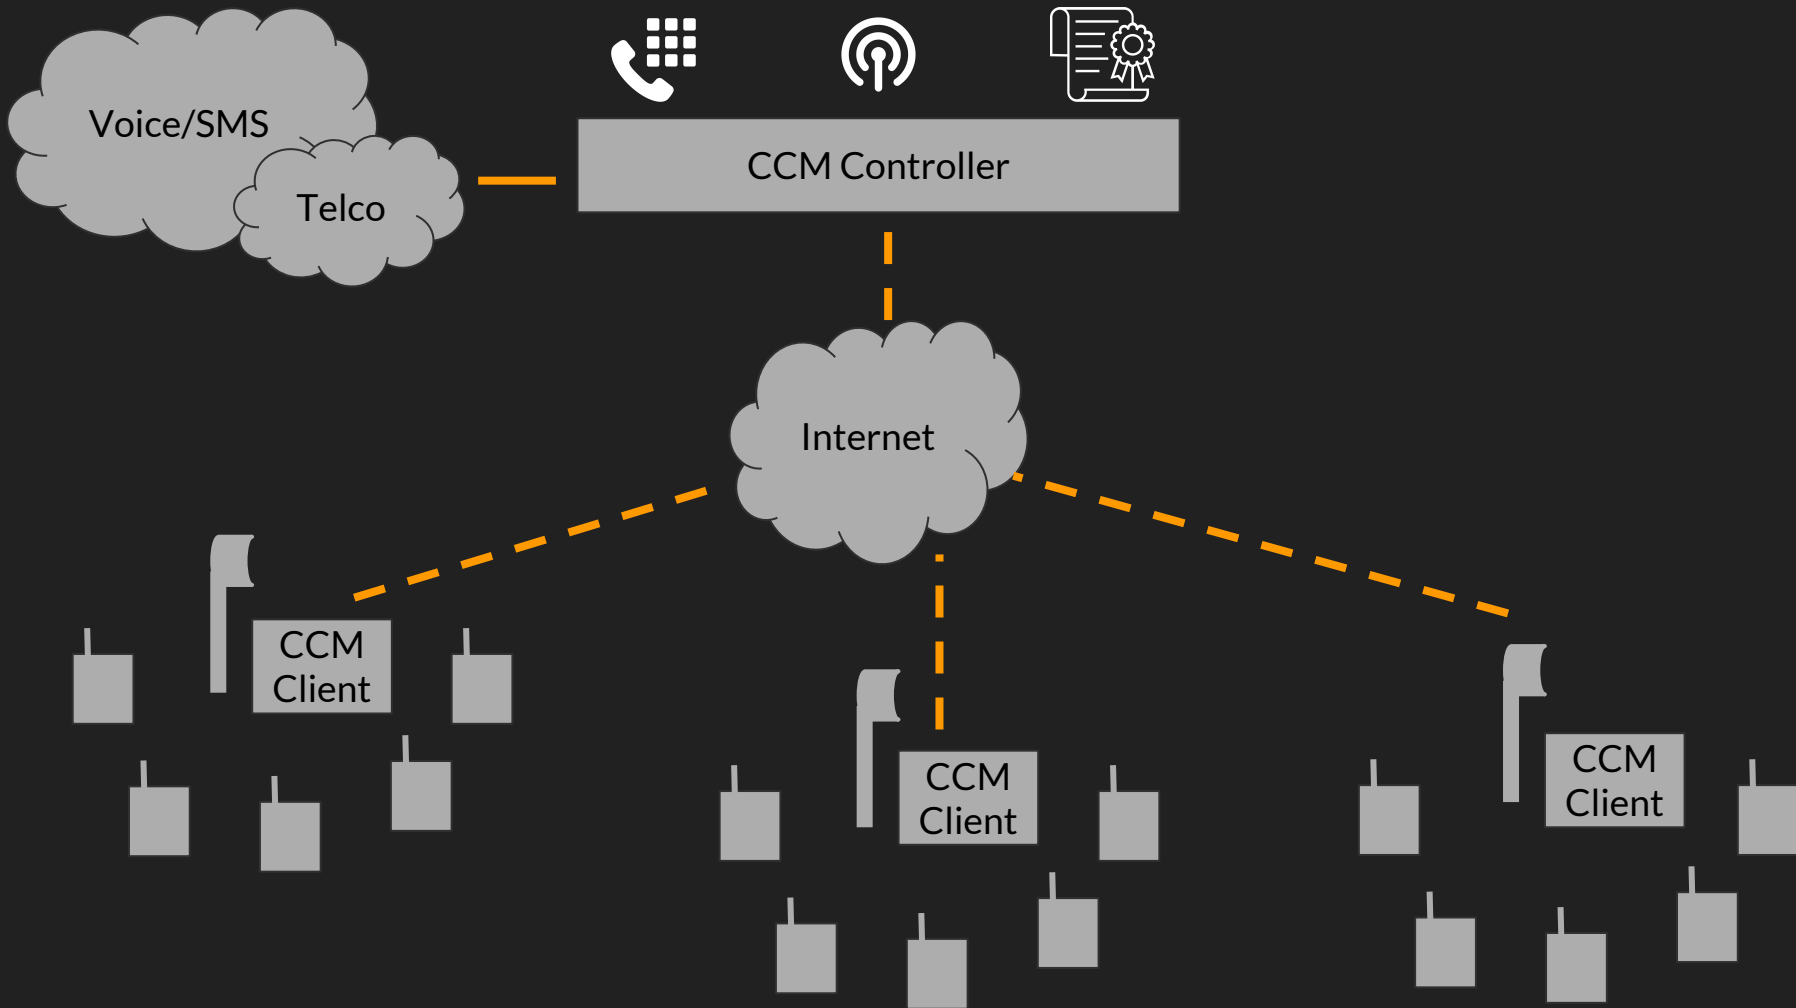 Voice/SMS
Telco
CCM Controller
Internet
CCM
Client
CCM
Client
CCM
Client